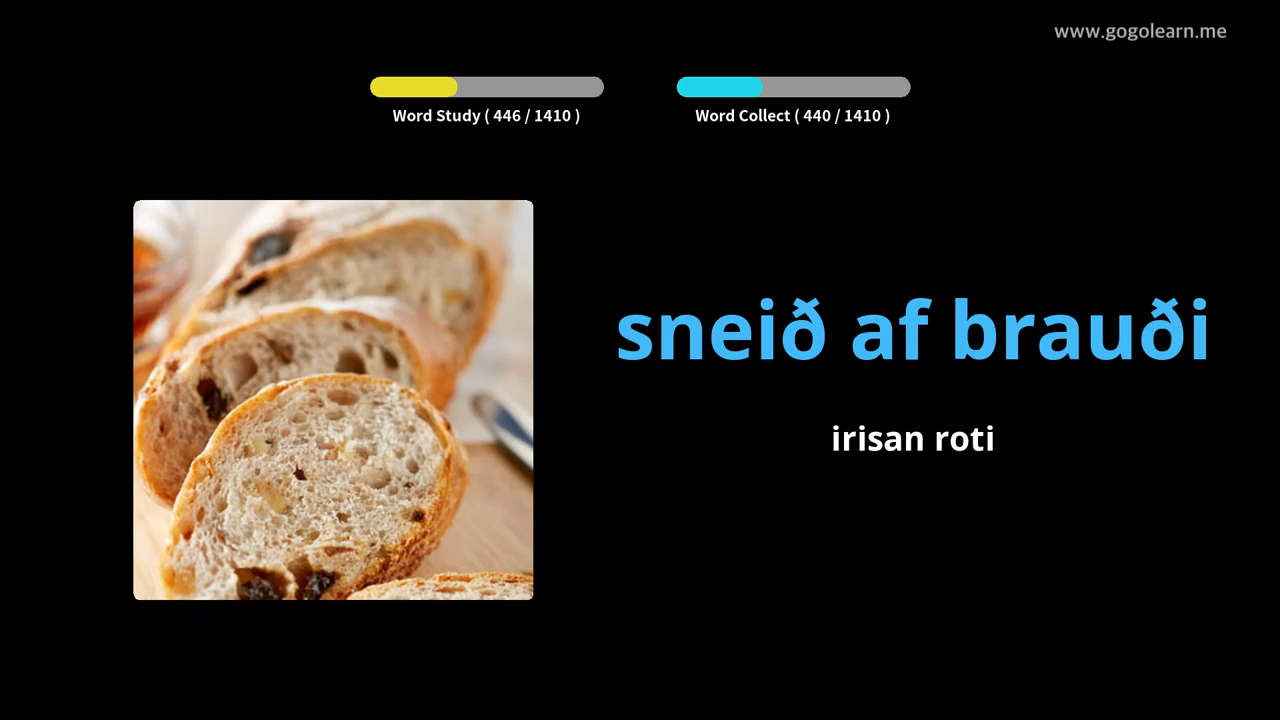 www.gogolearn.me
Word Study ( 446 / 1410 )
Word Collect ( 440 / 1410 )
sneið af brauði
irisan roti